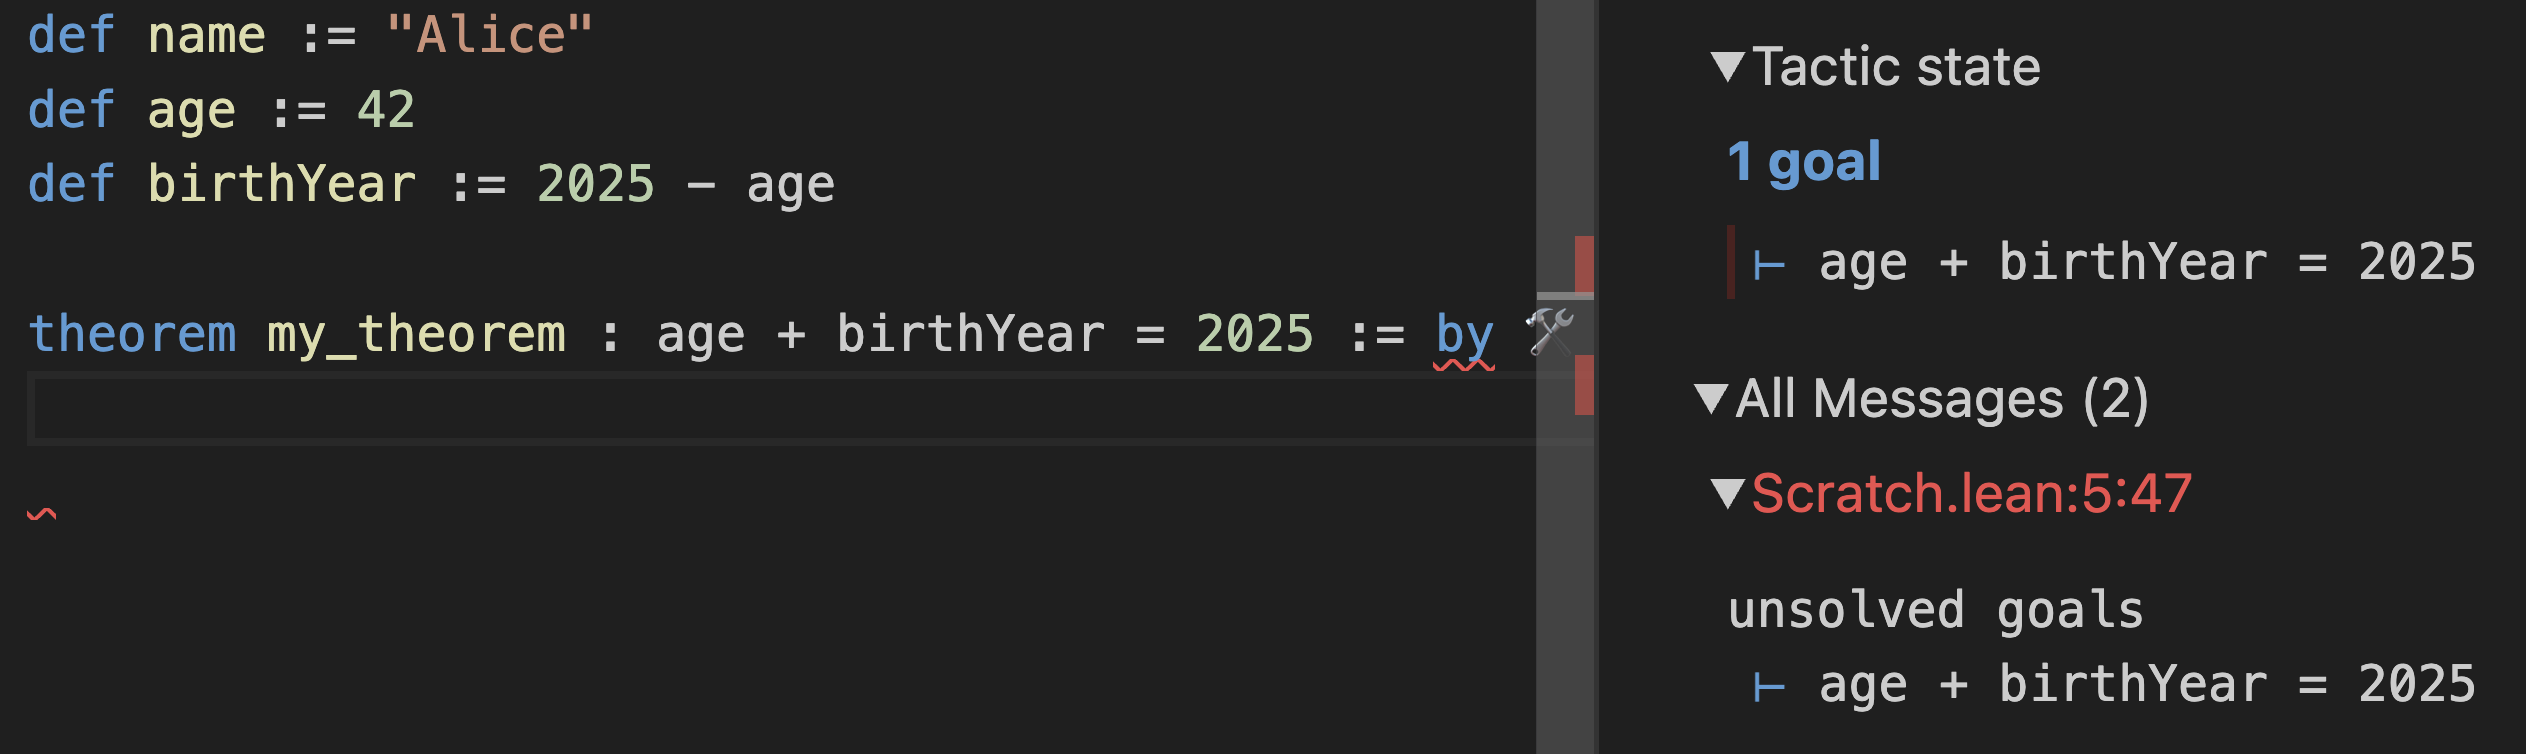 def name := "Alice"
def age := 42
def birthYear := 2025 - age
theorem my_theorem : age + birthYear = 2025 := by 🛠
▼Tactic state
1 goal
⊢ age + birthYear = 2025
▼All Messages (2)
▼Scratch.lean:5:47
unsolved goals
⊢ age + birthYear = 2025